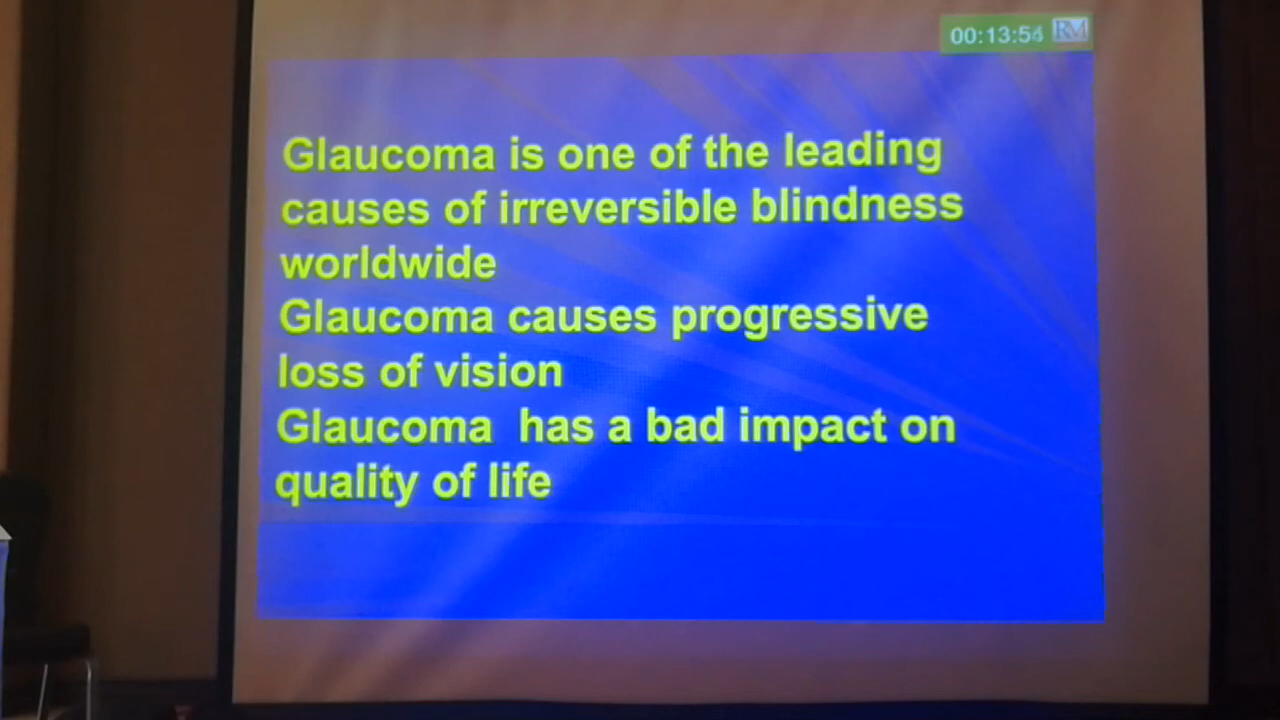 00:13:54 RM
Glaucoma is one of the leading
causes of irreversible blindness
worldwide
Glaucoma causes progressive
loss of vision
Glaucoma has a bad impact on
quality of life